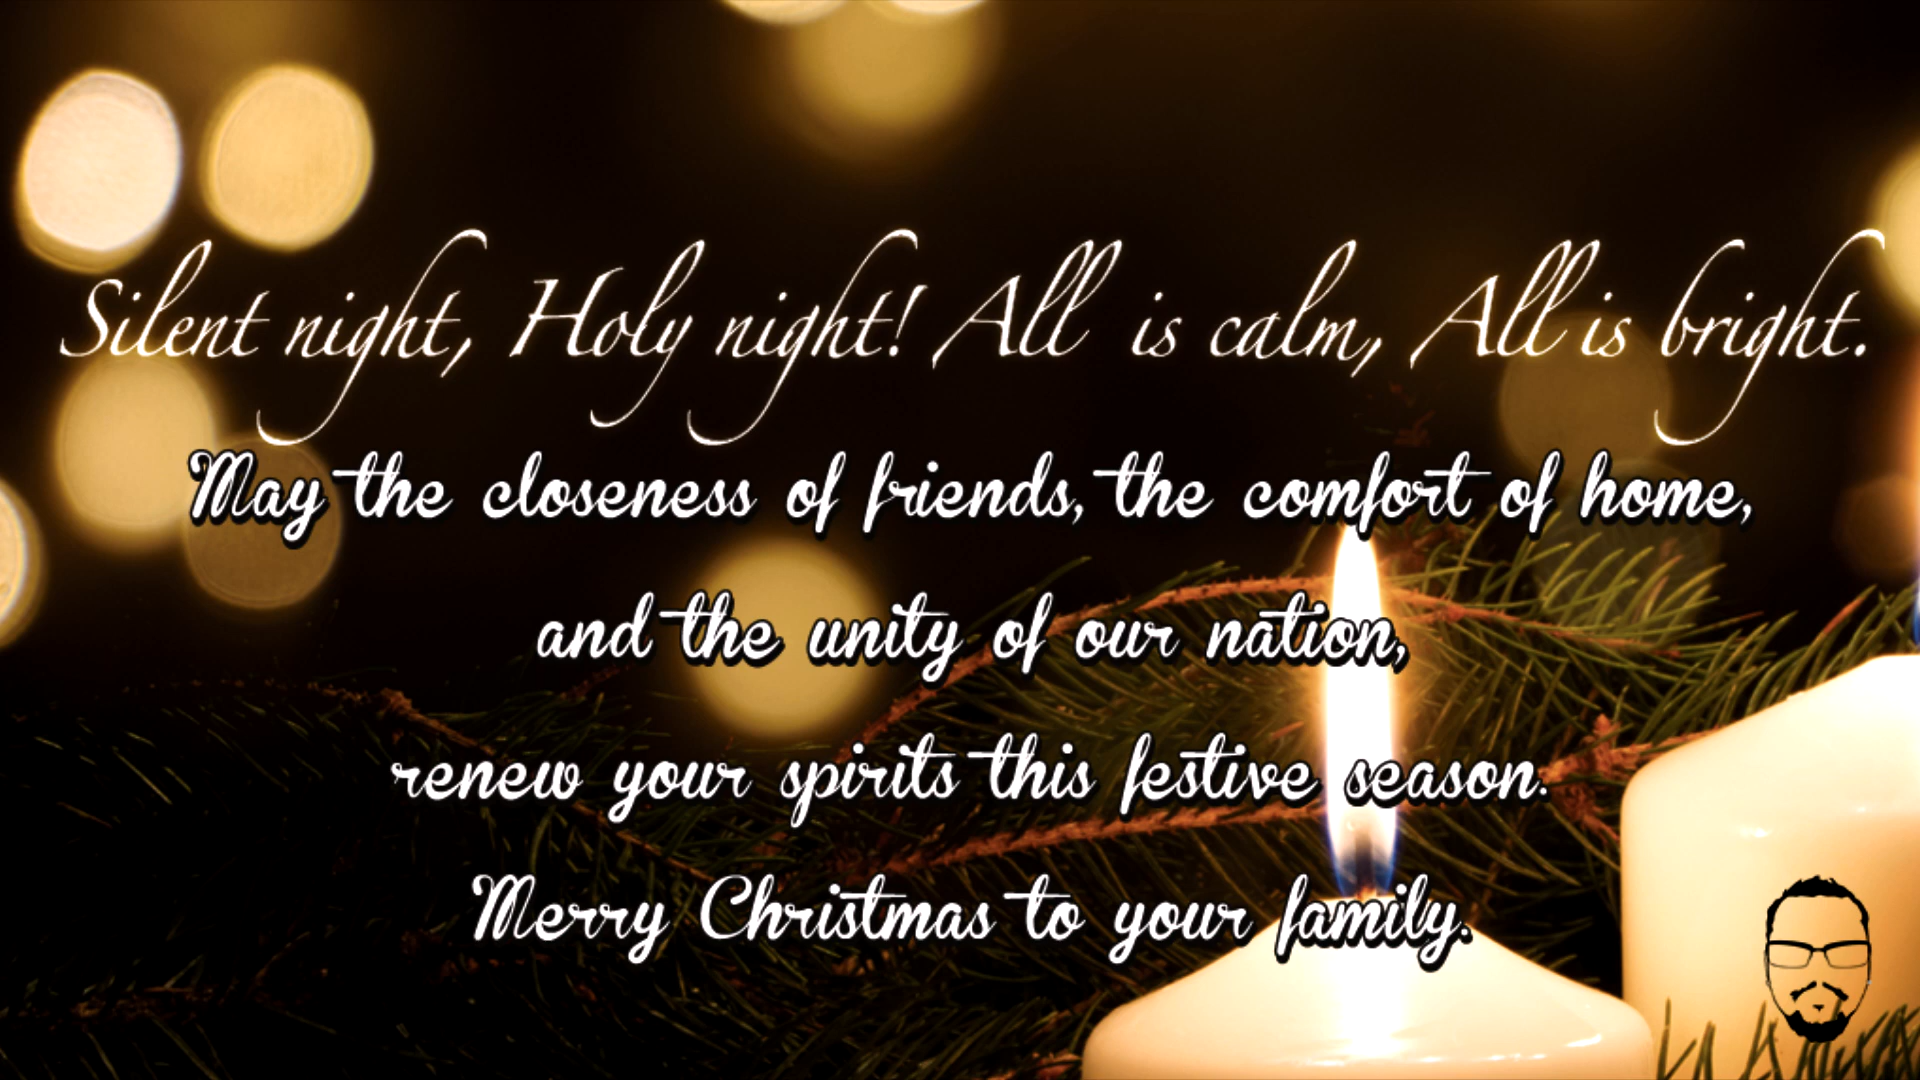 Silent night, Holy night! All is calm, All is bright.
May the closeness of friends, the comfort of home,
and the unity of our nation,
renew your spirits this festive season.
Merry Christmas to your family.